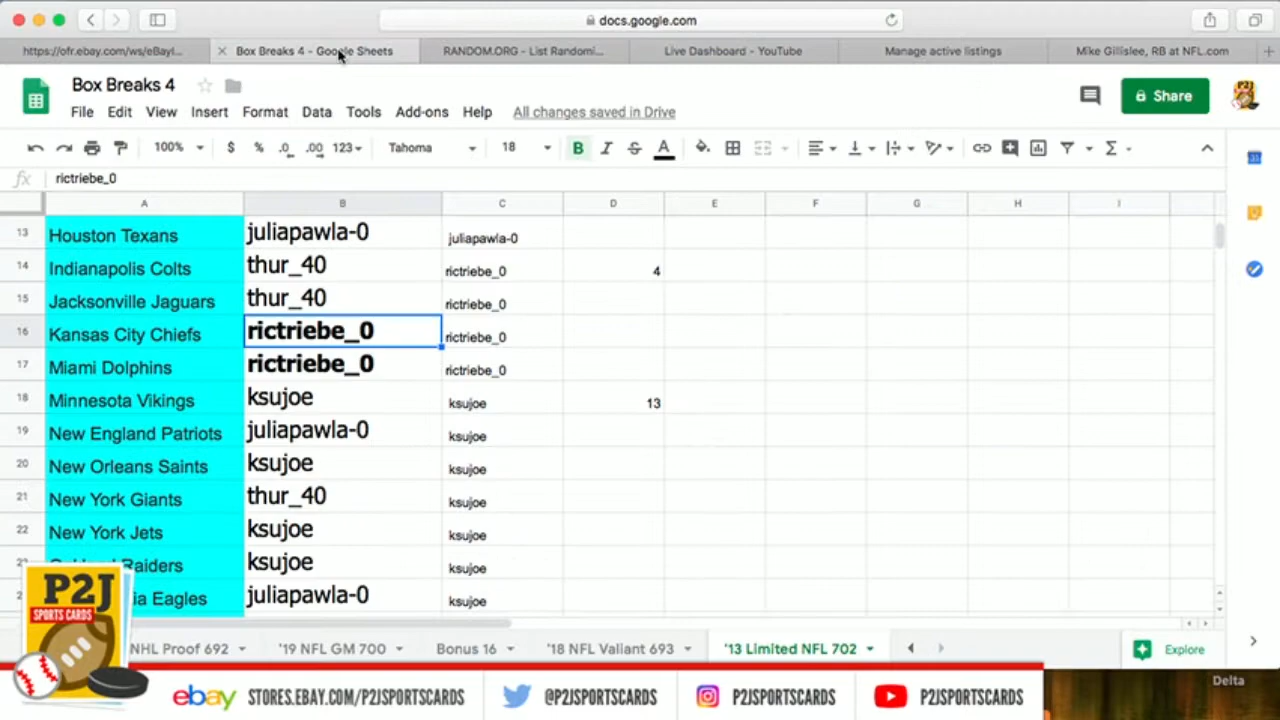 docs.google.com
https://ofr.ebay.com/ws/eBayI...
Box Breaks 4 - Google Sheets
RANDOM.ORG - List Randomi...
Live Dashboard - YouTube
Manage active listings
Mike Gillislee, RB at NFL.com
Box Breaks 4
File Edit View Insert Format Data Tools Add-ons Help All changes saved in Drive
Share
100% $ % .0 .00 123 Tahoma 18 B I S A
fx rictriebe_0
A B C D E F G H I
13 Houston Texans juliapawla-0 juliapawla-0
14 Indianapolis Colts thur_40 rictriebe_0 4
15 Jacksonville Jaguars thur_40 rictriebe_0
16 Kansas City Chiefs rictriebe_0 rictriebe_0
17 Miami Dolphins rictriebe_0 rictriebe_0
18 Minnesota Vikings ksujoe ksujoe 13
19 New England Patriots juliapawla-0 ksujoe
20 New Orleans Saints ksujoe ksujoe
21 New York Giants thur_40 ksujoe
22 New York Jets ksujoe ksujoe
Raiders ksujoe ksujoe
ia Eagles juliapawla-0 ksujoe
P2J
SPORTS CARDS
NHL Proof 692 '19 NFL GM 700 Bonus 16 '18 NFL Valiant 693 '13 Limited NFL 702 Explore
Delta
ebay STORES.EBAY.COM/P2JSPORTSCARDS @P2JSPORTSCARDS P2JSPORTSCARDS P2JSPORTSCARDS